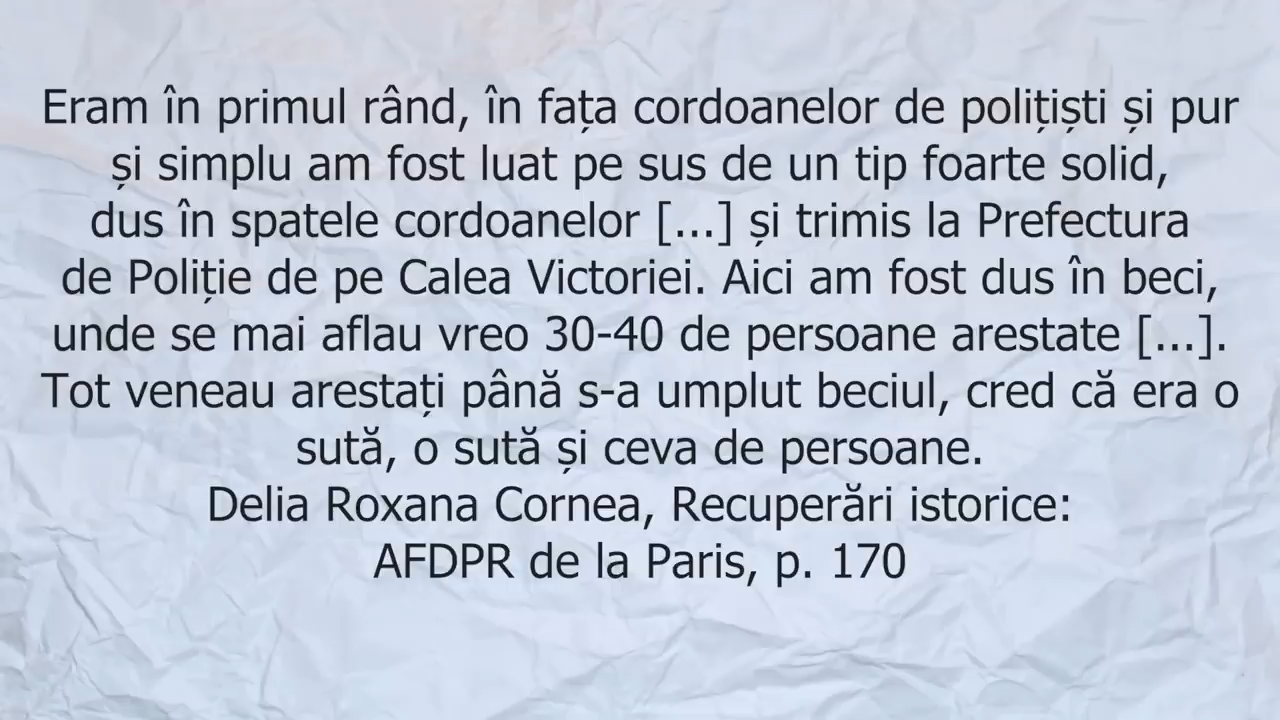 Eram în primul rând, în fața cordoanelor de polițiști și pur
și simplu am fost luat pe sus de un tip foarte solid,
dus în spatele cordoanelor [...] și trimis la Prefectura
de Poliție de pe Calea Victoriei. Aici am fost dus în beci,
unde se mai aflau vreo 30-40 de persoane arestate [...].
Tot veneau arestați până s-a umplut beciul, cred că era o
sută, o sută și ceva de persoane.
Delia Roxana Cornea, Recuperări istorice:
AFDPR de la Paris, p. 170